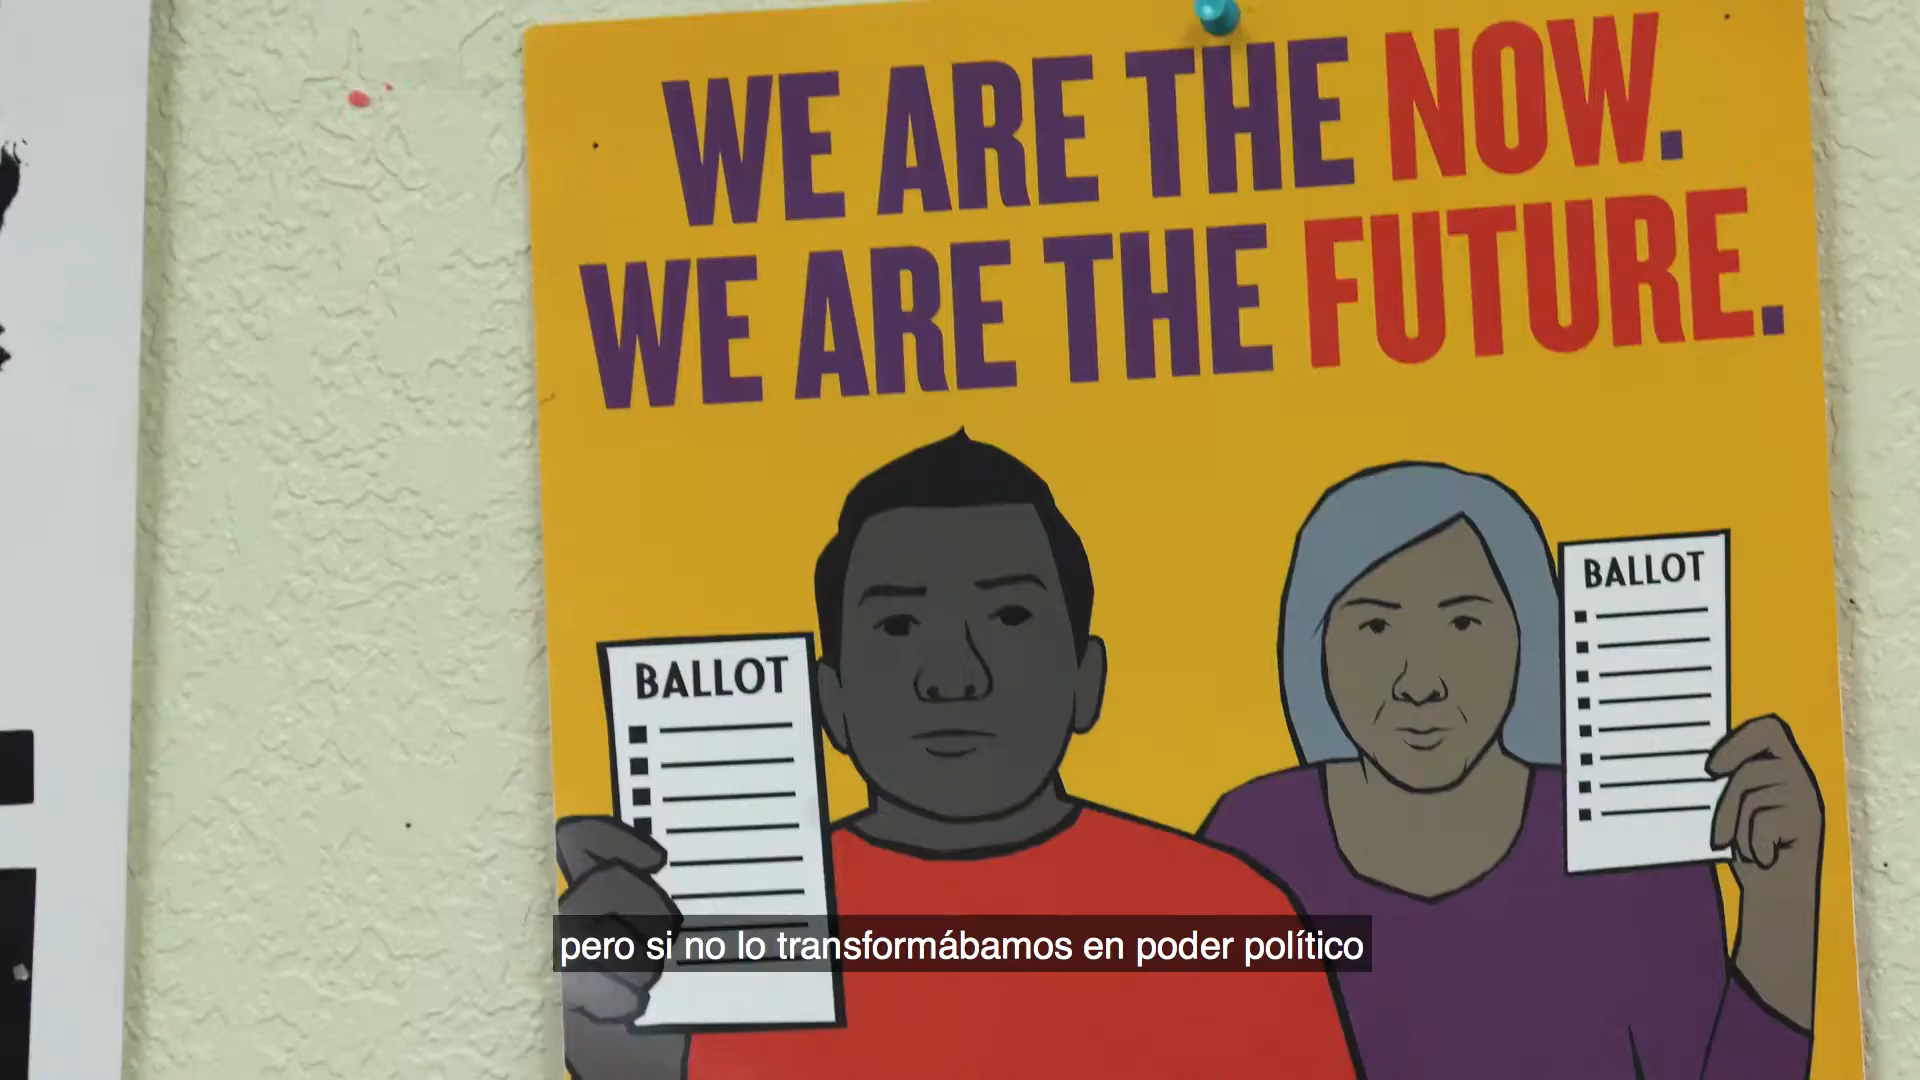 WE ARE THE NOW.
WE ARE THE FUTURE.
BALLOT
BALLOT
pero si no lo transformábamos en poder político